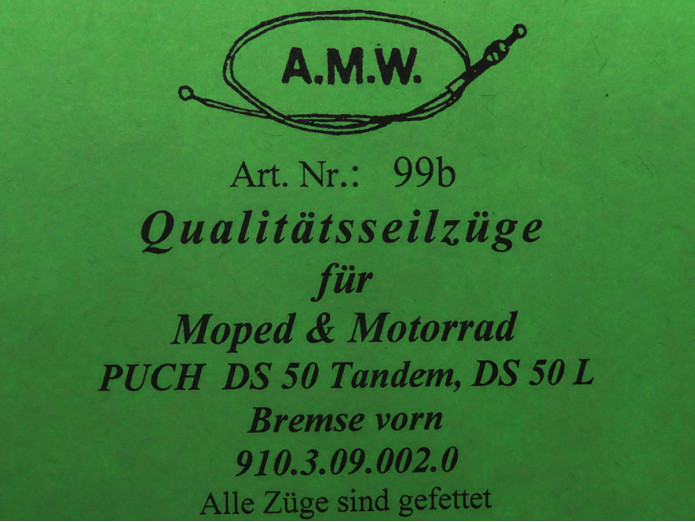 A.M.W.
Art. Nr.: 99b
Qualitätsseilzüge
für
Moped & Motorrad
PUCH DS 50 Tandem, DS 50 L
Bremse vorn
910.3.09.002.0
Alle Züge sind gefettet